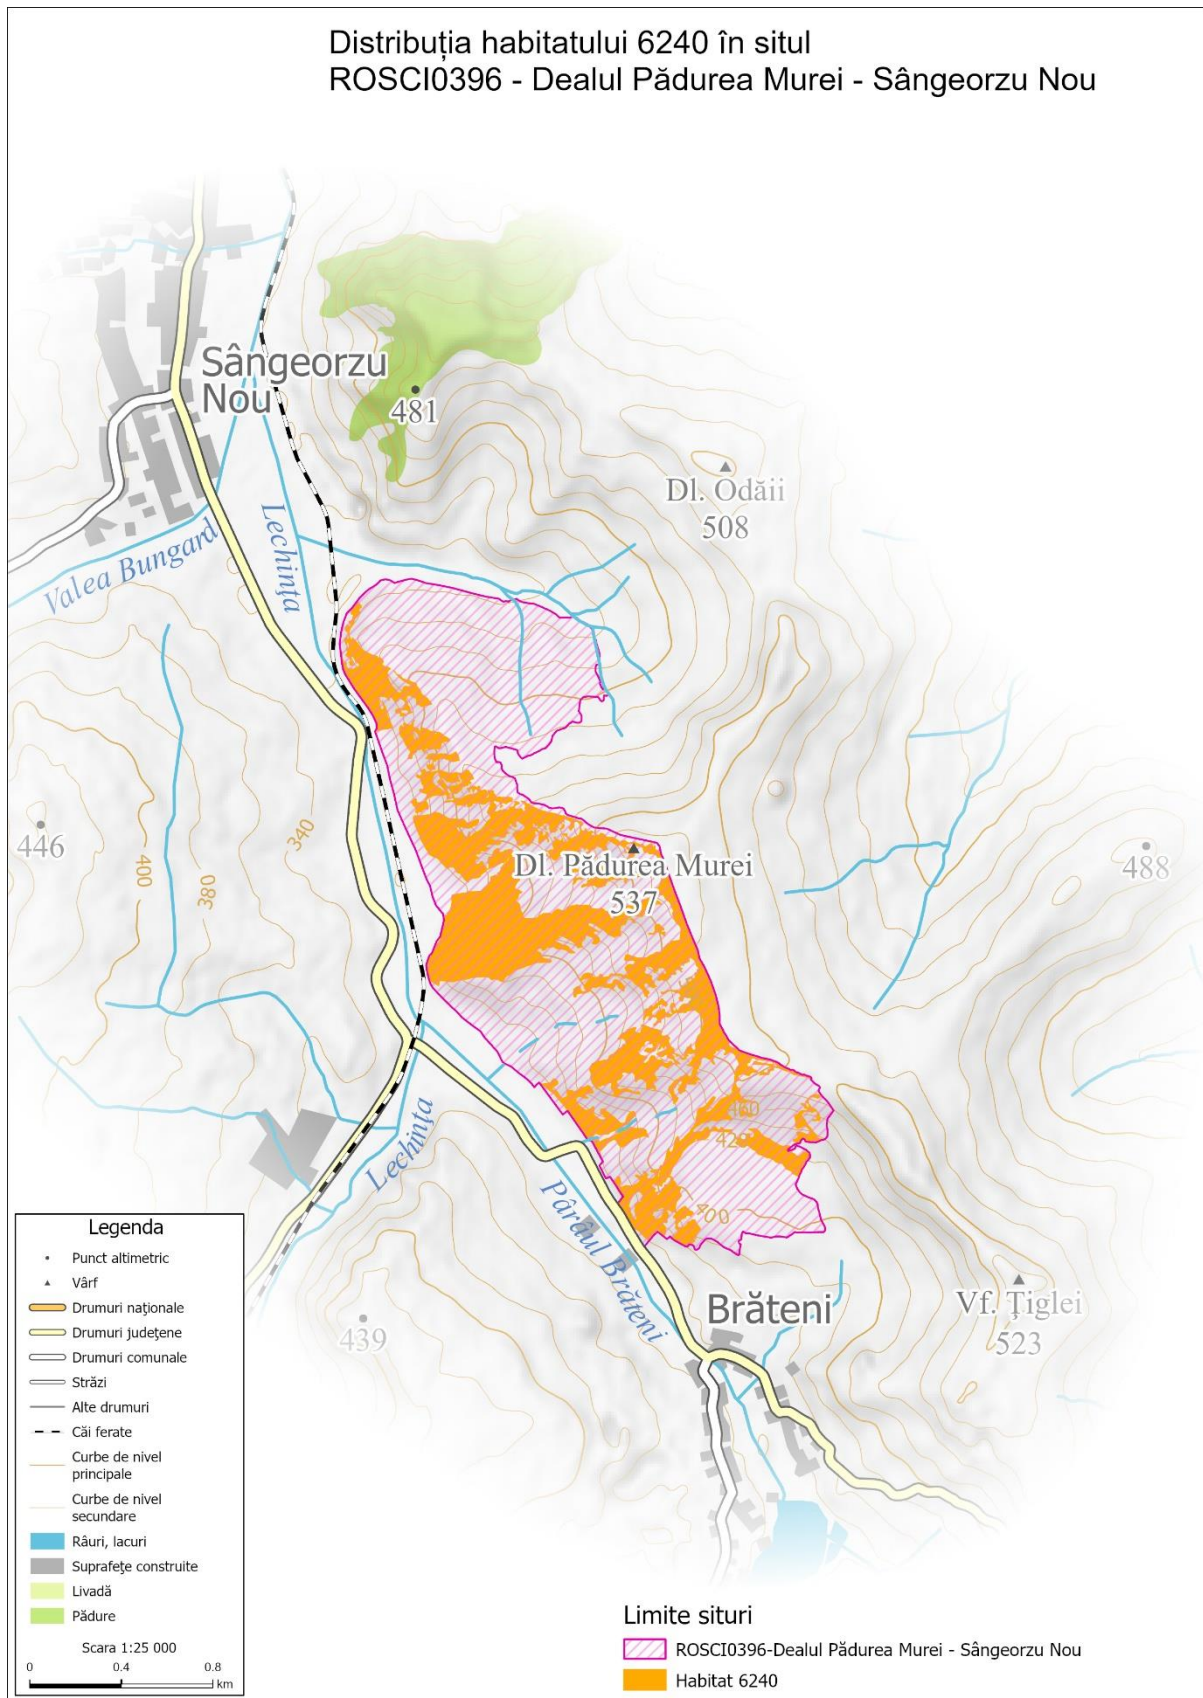 Distribuția habitatului 6240 în situl
ROSCI0396 - Dealul Pădurea Murei - Sângeorzu Nou
Sângeorzu
Nou
481
Dl. Odăii
508
Lechința
Valea Bungard
446
400
380
340
Dl. Pădurea Murei
537
488
460
420
400
Lechința
Pârâul Brăteni
Brăteni
Vf. Țiglei
523
439
Legenda
Punct altimetric
Vârf
Drumuri naționale
Drumuri județene
Drumuri comunale
Străzi
Alte drumuri
Căi ferate
Curbe de nivel
principale
Curbe de nivel
secundare
Râuri, lacuri
Suprafețe construite
Livadă
Pădure
Scara 1:25 000
0 0.4 0.8
km
Limite situri
ROSCI0396-Dealul Pădurea Murei - Sângeorzu Nou
Habitat 6240